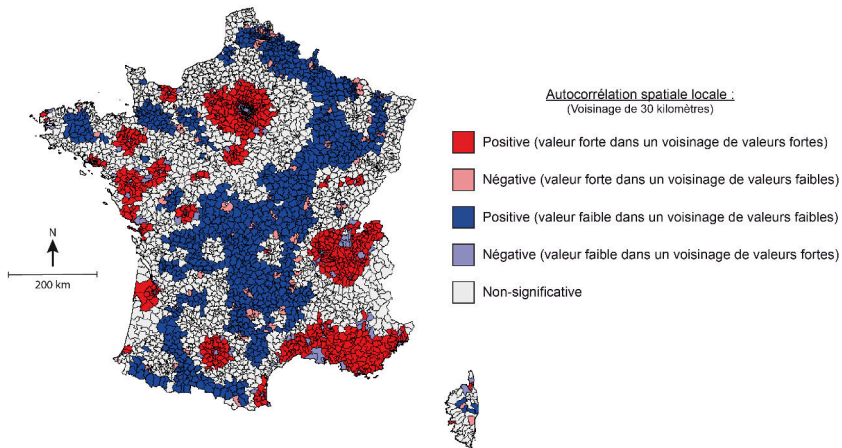 Autocorrélation spatiale locale :
(Voisinage de 30 kilomètres)
Positive (valeur forte dans un voisinage de valeurs fortes)
Négative (valeur forte dans un voisinage de valeurs faibles)
Positive (valeur faible dans un voisinage de valeurs faibles)
Négative (valeur faible dans un voisinage de valeurs fortes)
Non-significative
N
200 km